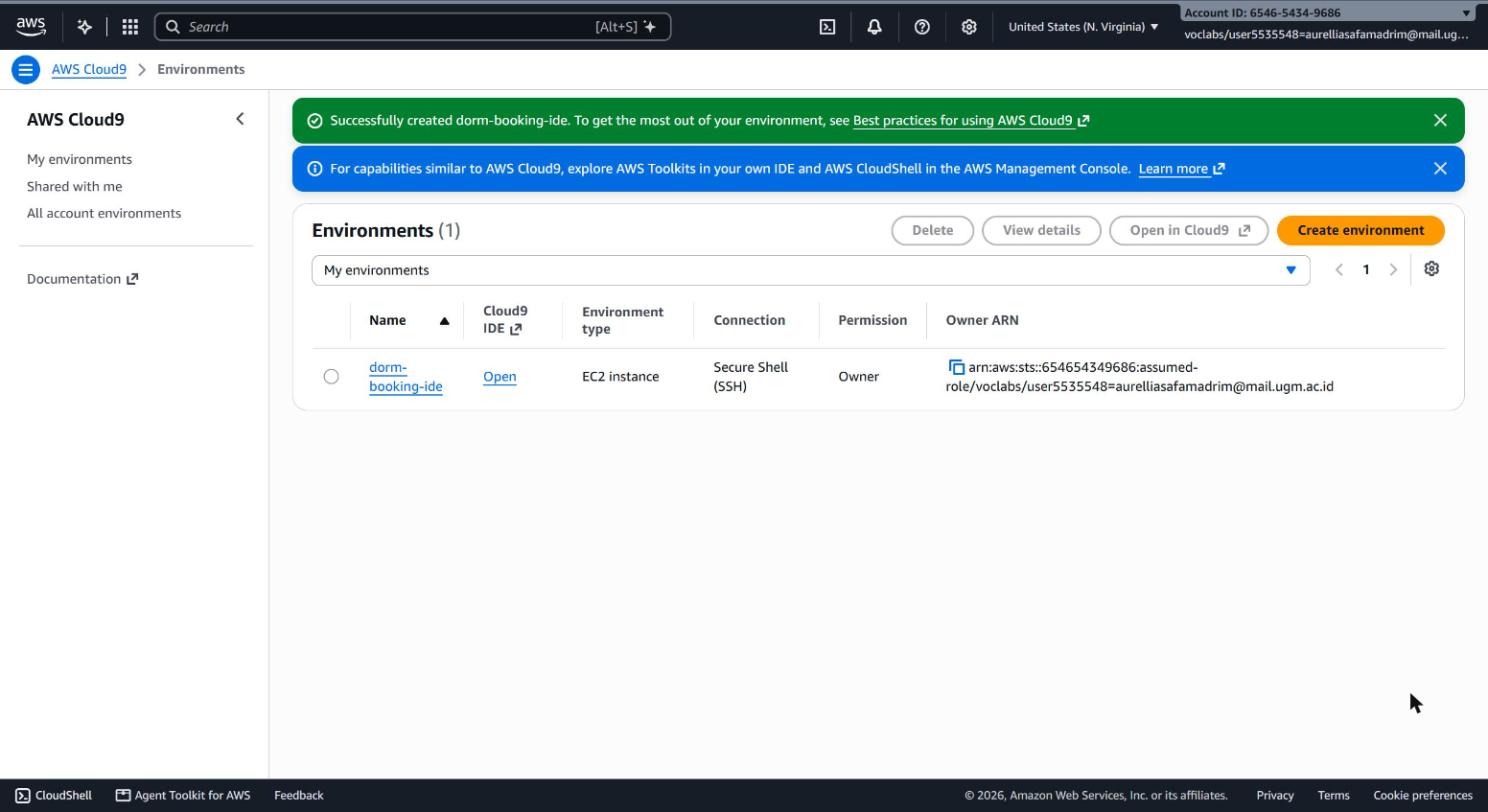 aws
Search
[Alt+S]
United States (N. Virginia)
Account ID: 6546-5434-9686
voclabs/user5535548=aurelliasafamadrim@mail.ug...
AWS Cloud9
Environments
AWS Cloud9
My environments
Shared with me
All account environments
Documentation
Successfully created dorm-booking-ide. To get the most out of your environment, see Best practices for using AWS Cloud9
For capabilities similar to AWS Cloud9, explore AWS Toolkits in your own IDE and AWS CloudShell in the AWS Management Console. Learn more
Environments (1)
Delete
View details
Open in Cloud9
Create environment
My environments
1
Name
Cloud9
IDE
Environment
type
Connection
Permission
Owner ARN
dorm-
booking-ide
Open
EC2 instance
Secure Shell
(SSH)
Owner
arn:aws:sts::654654349686:assumed-
role/voclabs/user5535548=aurelliasafamadrim@mail.ugm.ac.id
CloudShell
Agent Toolkit for AWS
Feedback
© 2026, Amazon Web Services, Inc. or its affiliates.
Privacy
Terms
Cookie preferences